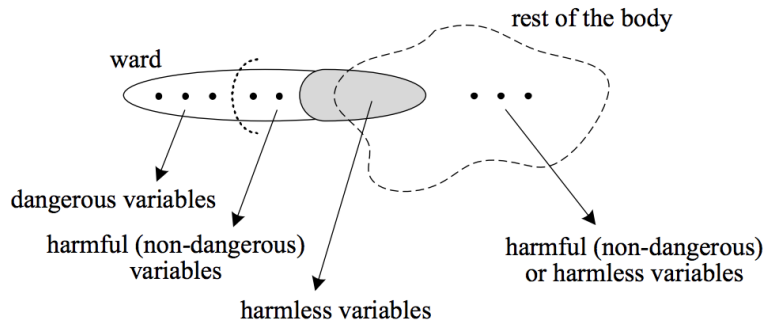 rest of the body
ward
dangerous variables
harmful (non-dangerous)
variables
harmful (non-dangerous)
or harmless variables
harmless variables